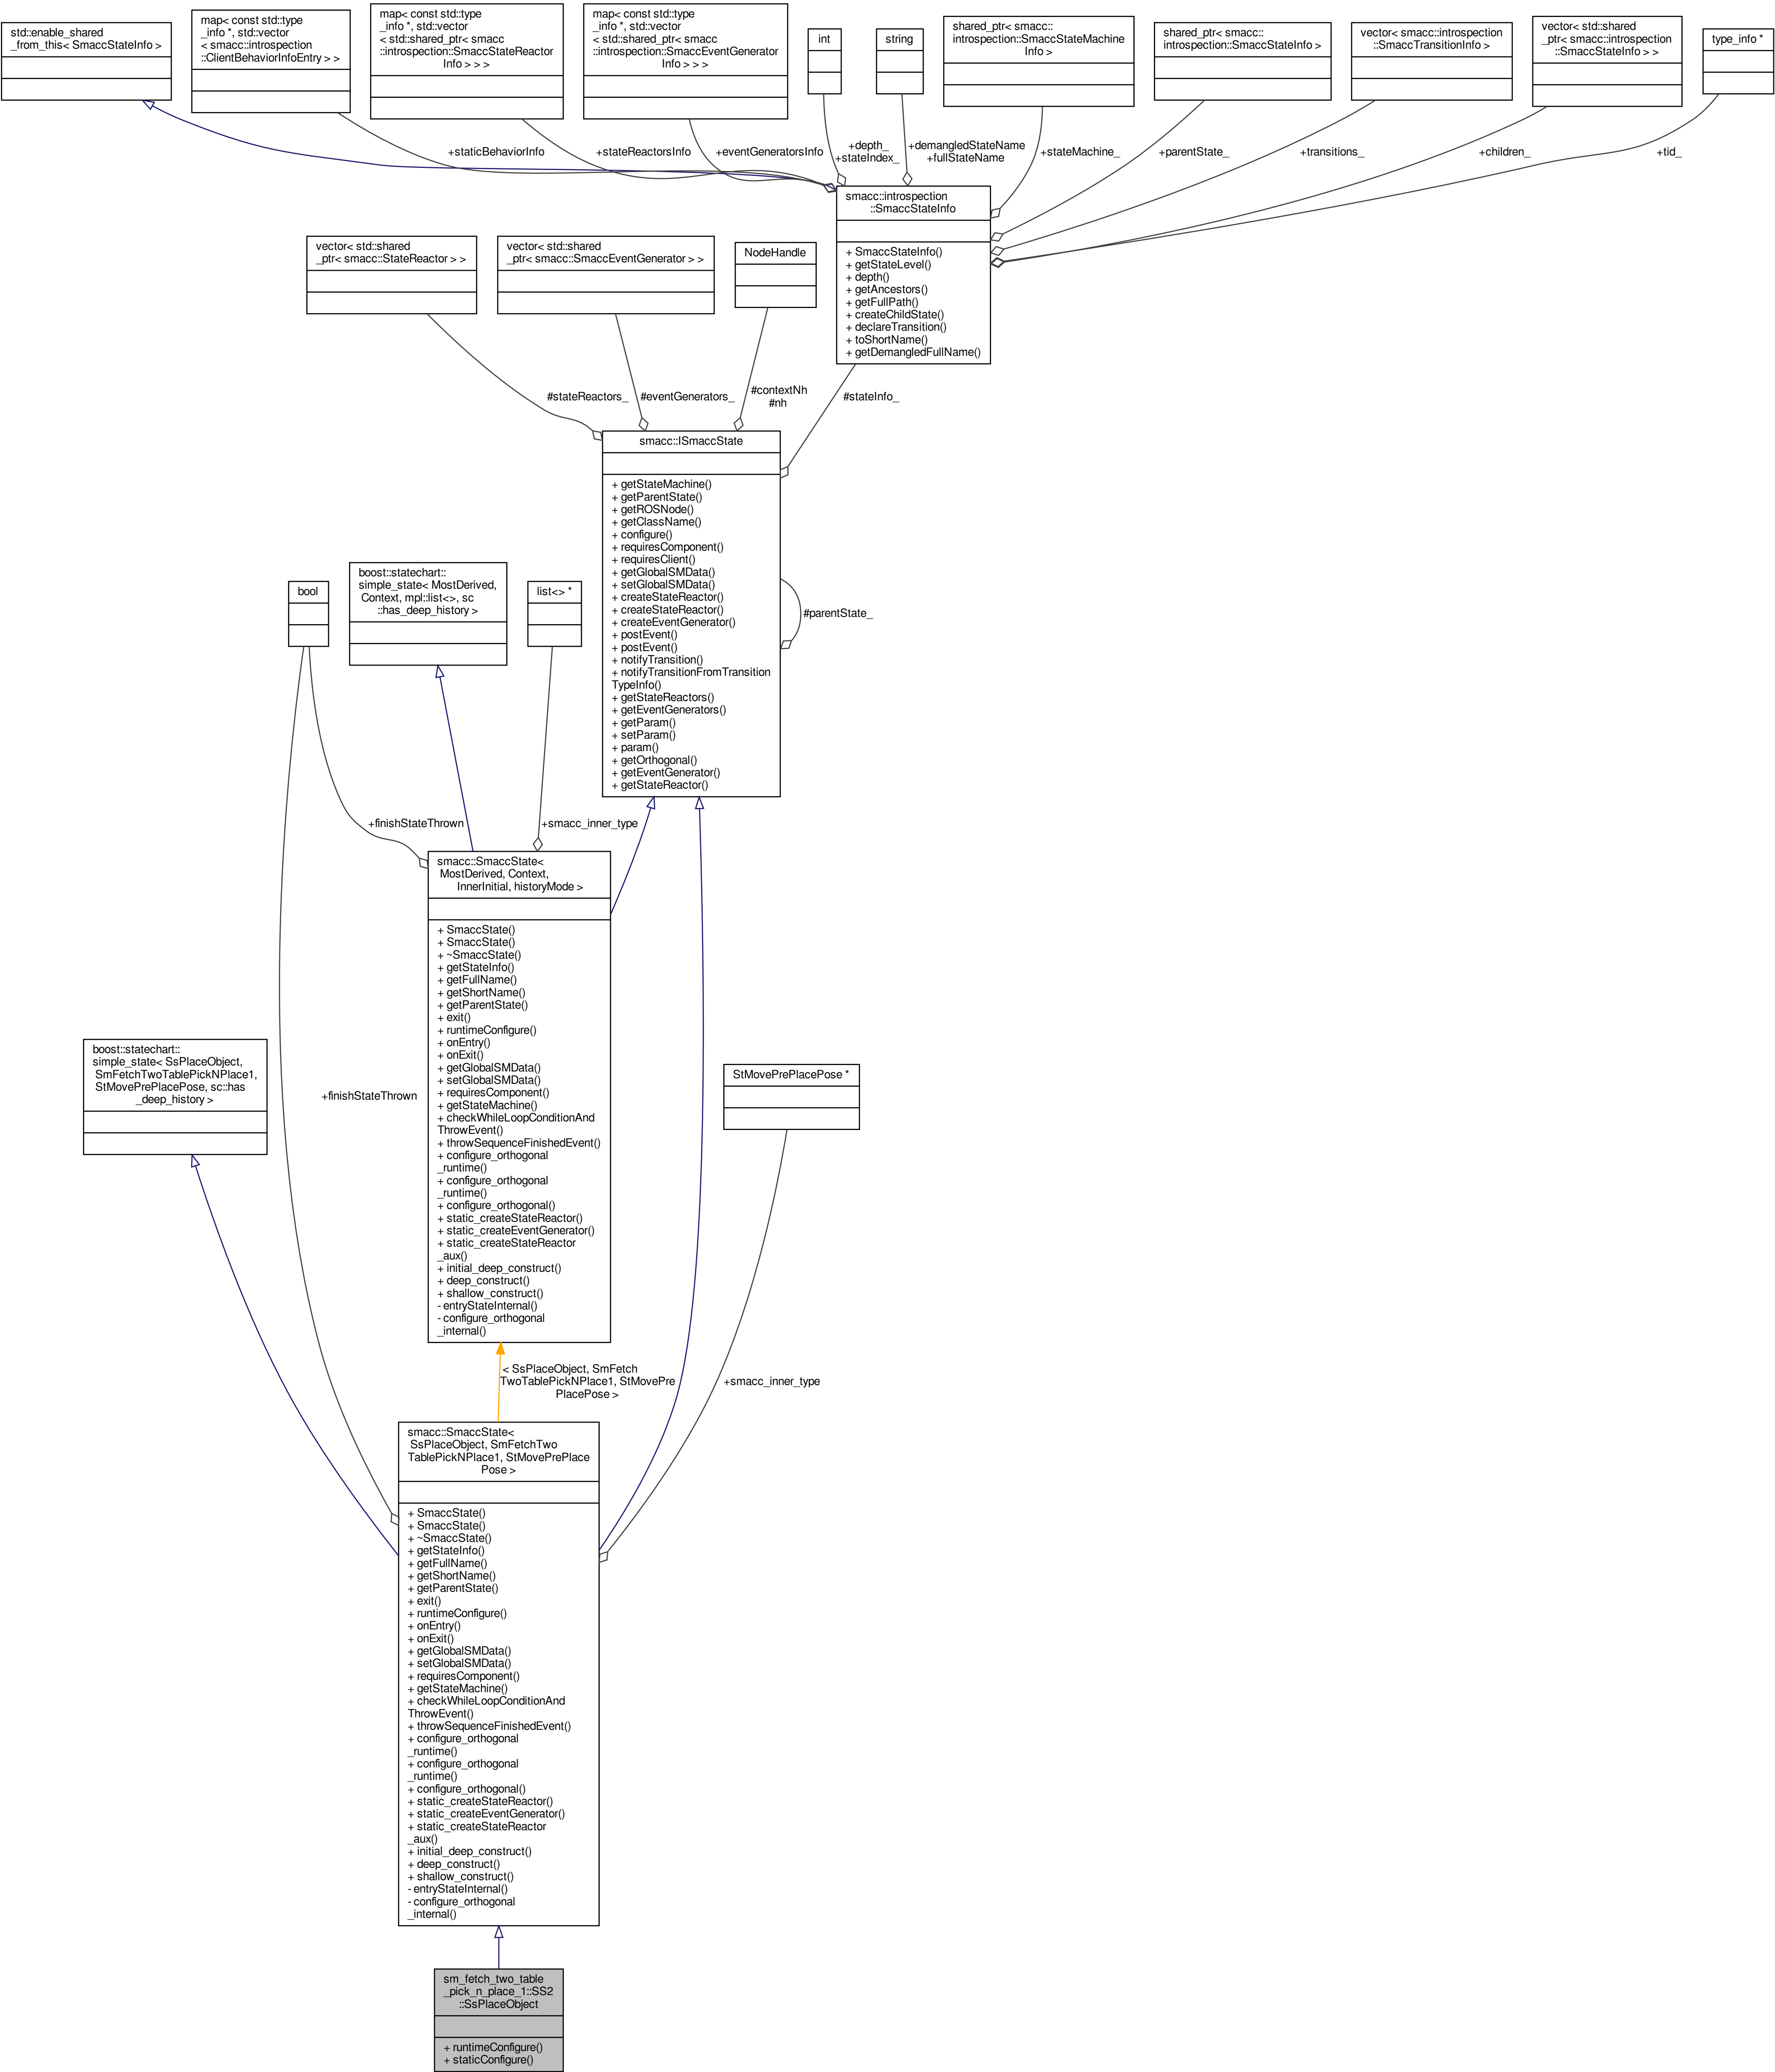 std::enable_shared
_from_this< SmaccStateInfo >
map< const std::type
_info *, std::vector
< smacc::introspection
::ClientBehaviorInfoEntry > >
map< const std::type
_info *, std::vector
< std::shared_ptr< smacc
::introspection::SmaccStateReactor
Info > > >
map< const std::type
_info *, std::vector
< std::shared_ptr< smacc
::introspection::SmaccEventGenerator
Info > > >
int
string
shared_ptr< smacc::
introspection::SmaccStateMachine
Info >
shared_ptr< smacc::
introspection::SmaccStateInfo >
vector< smacc::introspection
::SmaccTransitionInfo >
vector< std::shared
_ptr< smacc::introspection
::SmaccStateInfo > >
type_info *
+staticBehaviorInfo
+stateReactorsInfo
+eventGeneratorsInfo
+depth_
+stateIndex_
+demangledStateName
+fullStateName
+stateMachine_
+parentState_
+transitions_
+children_
+tid_
smacc::introspection
::SmaccStateInfo
+ SmaccStateInfo()
+ getStateLevel()
+ depth()
+ getAncestors()
+ getFullPath()
+ createChildState()
+ declareTransition()
+ toShortName()
+ getDemangledFullName()
vector< std::shared
_ptr< smacc::StateReactor > >
vector< std::shared
_ptr< smacc::SmaccEventGenerator > >
NodeHandle
#stateReactors_
#eventGenerators_
#contextNh
#nh
#stateInfo_
smacc::ISmaccState
+ getStateMachine()
+ getParentState()
+ getROSNode()
+ getClassName()
+ configure()
+ requiresComponent()
+ requiresClient()
+ getGlobalSMData()
+ setGlobalSMData()
+ createStateReactor()
+ createStateReactor()
+ createEventGenerator()
+ postEvent()
+ postEvent()
+ notifyTransition()
+ notifyTransitionFromTransition
TypeInfo()
+ getStateReactors()
+ getEventGenerators()
+ getParam()
+ setParam()
+ param()
+ getOrthogonal()
+ getEventGenerator()
+ getStateReactor()
#parentState_
bool
boost::statechart::
simple_state< MostDerived,
Context, mpl::list<>, sc
::has_deep_history >
list<> *
+finishStateThrown
+smacc_inner_type
smacc::SmaccState<
MostDerived, Context,
InnerInitial, historyMode >
+ SmaccState()
+ SmaccState()
+ ~SmaccState()
+ getStateInfo()
+ getFullName()
+ getShortName()
+ getParentState()
+ exit()
+ runtimeConfigure()
+ onEntry()
+ onExit()
+ getGlobalSMData()
+ setGlobalSMData()
+ requiresComponent()
+ getStateMachine()
+ checkWhileLoopConditionAnd
ThrowEvent()
+ throwSequenceFinishedEvent()
+ configure_orthogonal
_runtime()
+ configure_orthogonal
_runtime()
+ configure_orthogonal()
+ static_createStateReactor()
+ static_createEventGenerator()
+ static_createStateReactor
_aux()
+ initial_deep_construct()
+ deep_construct()
+ shallow_construct()
- entryStateInternal()
- configure_orthogonal
_internal()
boost::statechart::
simple_state< SsPlaceObject,
SmFetchTwoTablePickNPlace1,
StMovePrePlacePose, sc::has
_deep_history >
+finishStateThrown
StMovePrePlacePose *
< SsPlaceObject, SmFetch
TwoTablePickNPlace1, StMovePre
PlacePose >
+smacc_inner_type
smacc::SmaccState<
SsPlaceObject, SmFetchTwo
TablePickNPlace1, StMovePrePlace
Pose >
+ SmaccState()
+ SmaccState()
+ ~SmaccState()
+ getStateInfo()
+ getFullName()
+ getShortName()
+ getParentState()
+ exit()
+ runtimeConfigure()
+ onEntry()
+ onExit()
+ getGlobalSMData()
+ setGlobalSMData()
+ requiresComponent()
+ getStateMachine()
+ checkWhileLoopConditionAnd
ThrowEvent()
+ throwSequenceFinishedEvent()
+ configure_orthogonal
_runtime()
+ configure_orthogonal
_runtime()
+ configure_orthogonal()
+ static_createStateReactor()
+ static_createEventGenerator()
+ static_createStateReactor
_aux()
+ initial_deep_construct()
+ deep_construct()
+ shallow_construct()
- entryStateInternal()
- configure_orthogonal
_internal()
sm_fetch_two_table
_pick_n_place_1::SS2
::SsPlaceObject
+ runtimeConfigure()
+ staticConfigure()